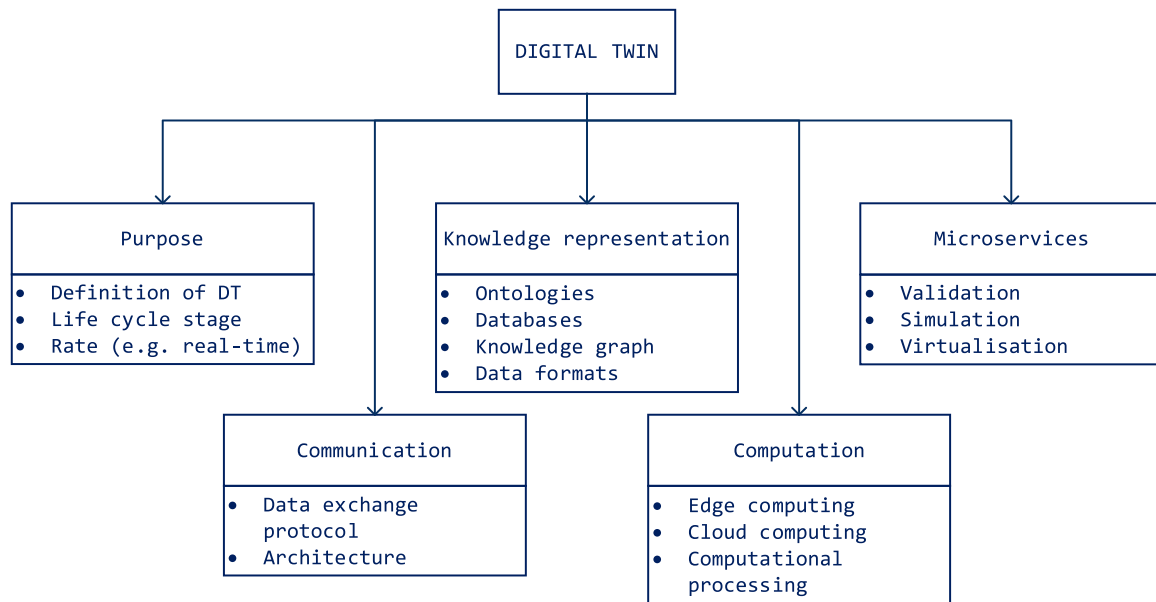 DIGITAL TWIN
Purpose
• Definition of DT
• Life cycle stage
• Rate (e.g. real-time)
Knowledge representation
• Ontologies
• Databases
• Knowledge graph
• Data formats
Microservices
• Validation
• Simulation
• Virtualisation
Communication
• Data exchange
protocol
• Architecture
Computation
• Edge computing
• Cloud computing
• Computational
processing